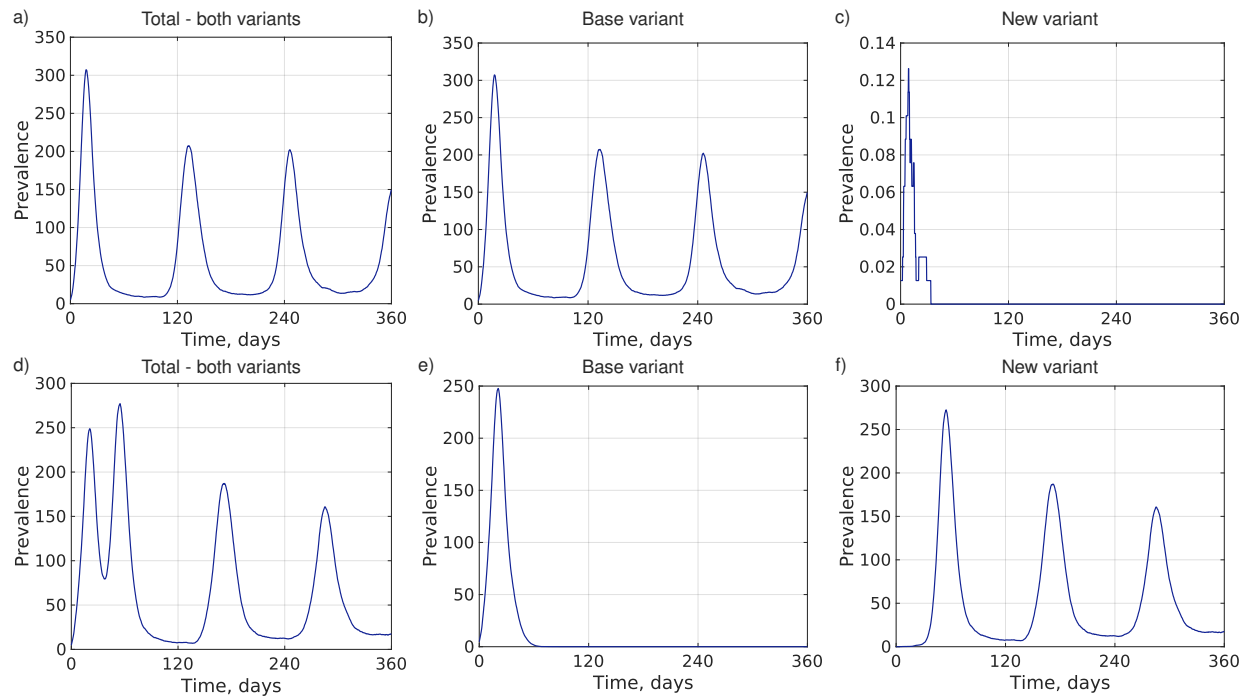 a) Total - both variants
350
300
250
200
150
100
50
0
Prevalence
0 120 240 360
Time, days
b) Base variant
350
300
250
200
150
100
50
0
Prevalence
0 120 240 360
Time, days
c) New variant
0.14
0.12
0.1
0.08
0.06
0.04
0.02
0
Prevalence
0 120 240 360
Time, days
d) Total - both variants
300
250
200
150
100
50
0
Prevalence
0 120 240 360
Time, days
e) Base variant
250
200
150
100
50
0
Prevalence
0 120 240 360
Time, days
f) New variant
300
250
200
150
100
50
0
Prevalence
0 120 240 360
Time, days